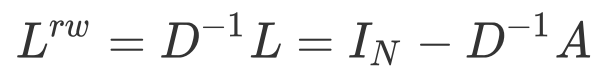 $L^{rw} = D^{-1}L = I_N - D^{-1}A$